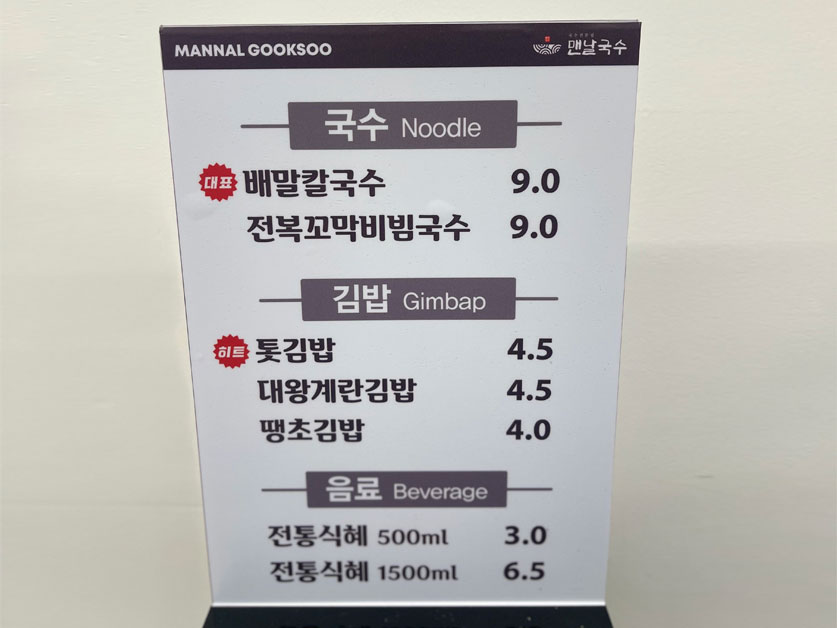 MANNAL GOOKSOO 맨날국수
국수 Noodle
대표 배말칼국수 9.0
전복꼬막비빔국수 9.0
김밥 Gimbap
히트 톳김밥 4.5
대왕계란김밥 4.5
땡초김밥 4.0
음료 Beverage
전통식혜 500ml 3.0
전통식혜 1500ml 6.5